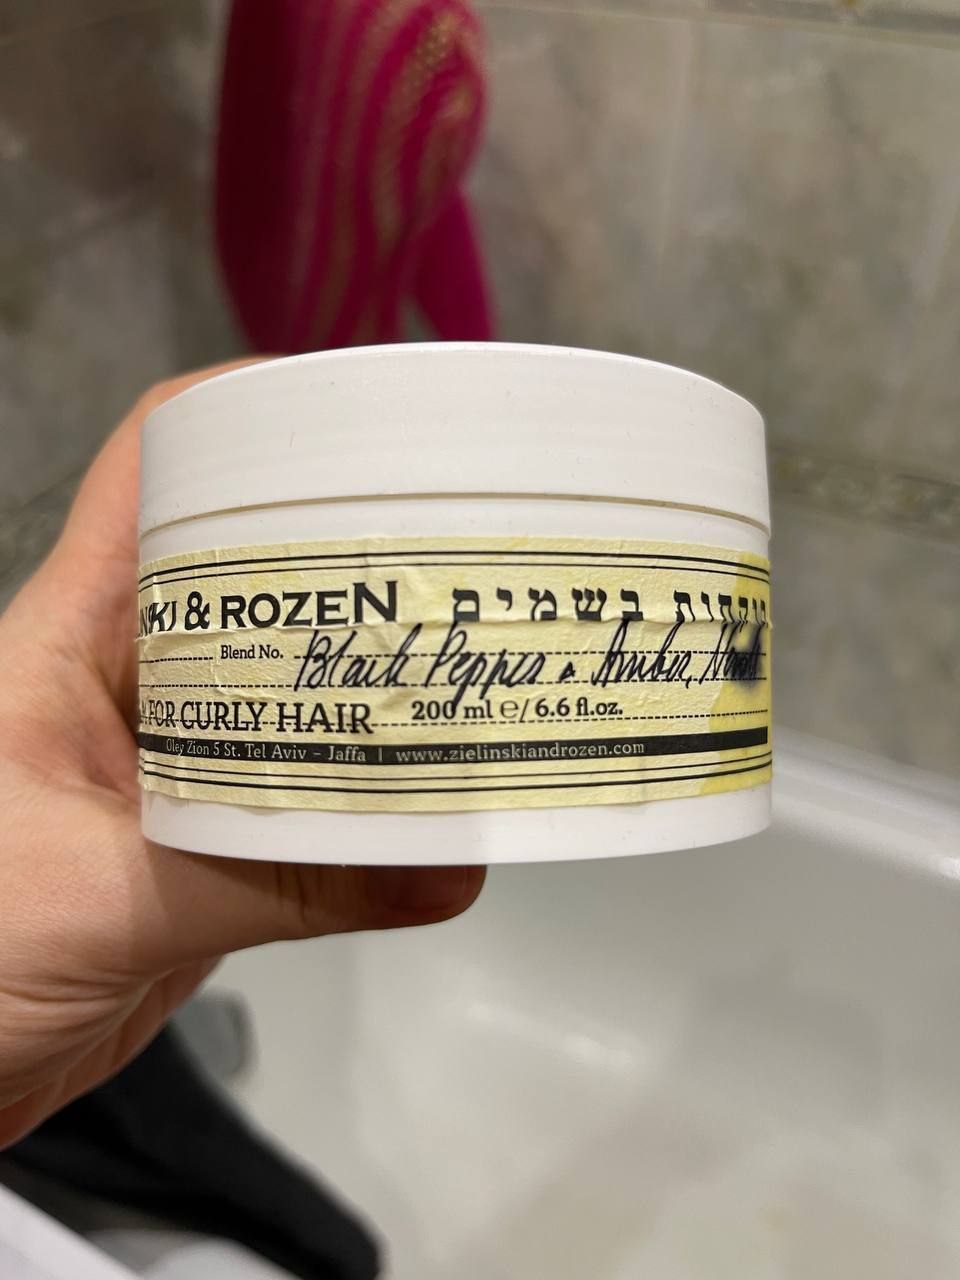 & ROZEN רוקחות בשמים
Blend No. Black Pepper & Amber, Neroli
FOR CURLY HAIR 200 ml ℮/ 6.6 fl.oz.
Oley Zion 5 St. Tel Aviv – Jaffa | www.zielinskiandrozen.com